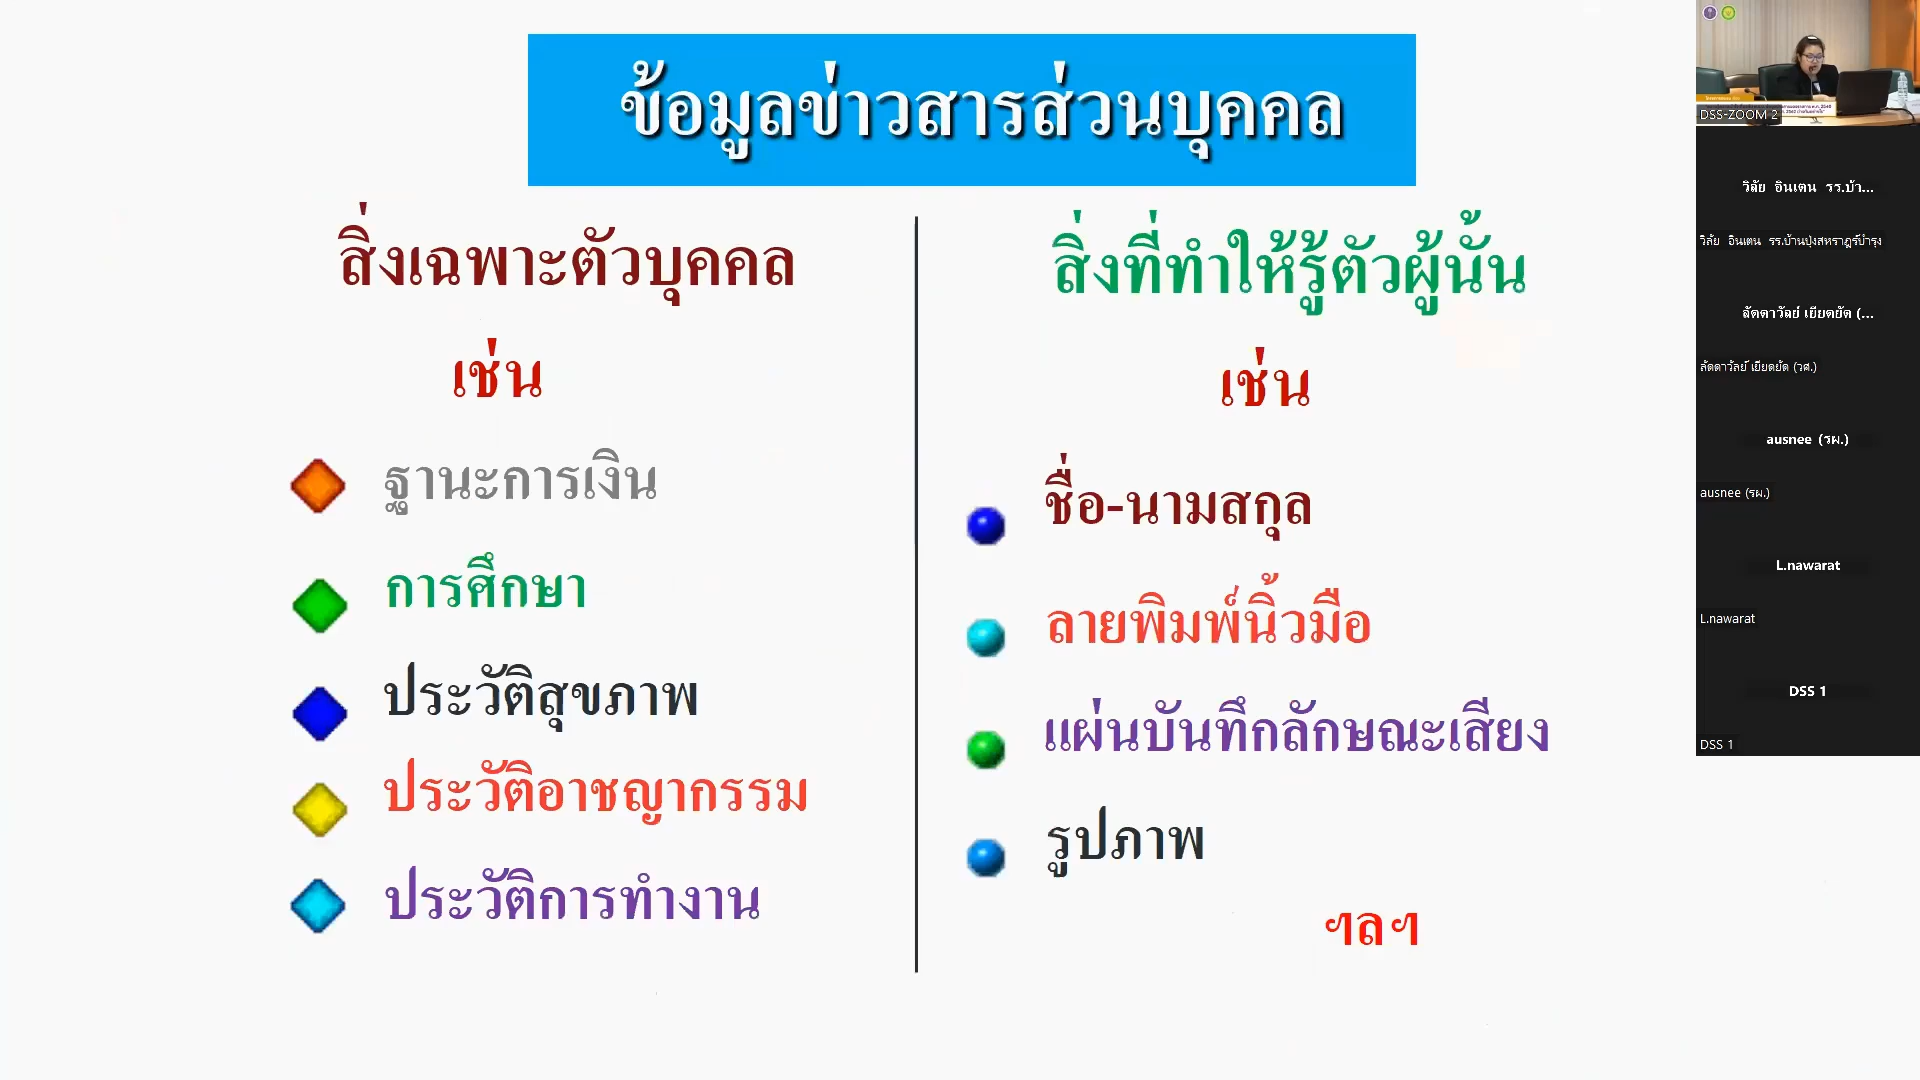 ข้อมูลข่าวสารส่วนบุคคล
สิ่งเฉพาะตัวบุคคล
เช่น
ฐานะการเงิน
การศึกษา
ประวัติสุขภาพ
ประวัติอาชญากรรม
ประวัติการทำงาน
สิ่งที่ทำให้รู้ตัวผู้นั้น
เช่น
ชื่อ-นามสกุล
ลายพิมพ์นิ้วมือ
แผ่นบันทึกลักษณะเสียง
รูปภาพ
ฯลฯ
DSS-ZOOM 2
วิลัย อินเตน รร.บ้า...
วิลัย อินเตน รร.บ้านปุ่งสหราฎร์บำรุง
ลัดดาวัลย์ เยียดยัด (...
ลัดดาวัลย์ เยียดยัด (วศ.)
ausnee (รผ.)
ausnee (รผ.)
L.nawarat
L.nawarat
DSS 1
DSS 1